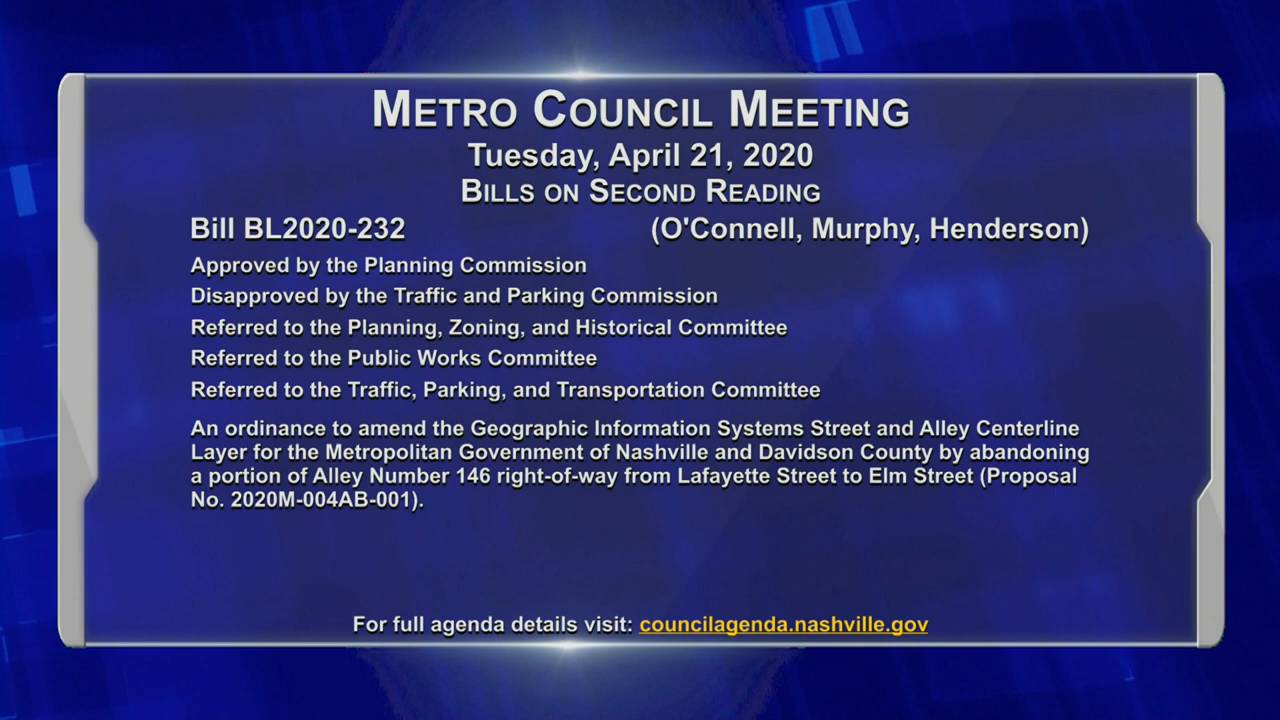 METRO COUNCIL MEETING
Tuesday, April 21, 2020
BILLS ON SECOND READING
Bill BL2020-232 (O'Connell, Murphy, Henderson)
Approved by the Planning Commission
Disapproved by the Traffic and Parking Commission
Referred to the Planning, Zoning, and Historical Committee
Referred to the Public Works Committee
Referred to the Traffic, Parking, and Transportation Committee
An ordinance to amend the Geographic Information Systems Street and Alley Centerline
Layer for the Metropolitan Government of Nashville and Davidson County by abandoning
a portion of Alley Number 146 right-of-way from Lafayette Street to Elm Street (Proposal
No. 2020M-004AB-001).
For full agenda details visit: councilagenda.nashville.gov